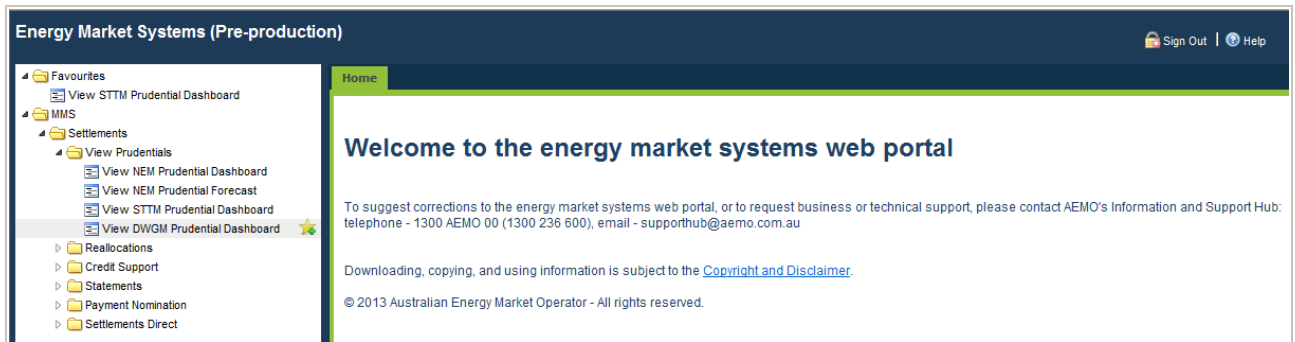 Energy Market Systems (Pre-production)
Sign Out | Help
Favourites
View STTM Prudential Dashboard
MMS
Settlements
View Prudentials
View NEM Prudential Dashboard
View NEM Prudential Forecast
View STTM Prudential Dashboard
View DWGM Prudential Dashboard
Reallocations
Credit Support
Statements
Payment Nomination
Settlements Direct
Home
Welcome to the energy market systems web portal
To suggest corrections to the energy market systems web portal, or to request business or technical support, please contact AEMO's Information and Support Hub:
telephone - 1300 AEMO 00 (1300 236 600), email - supporthub@aemo.com.au
Downloading, copying, and using information is subject to the Copyright and Disclaimer.
© 2013 Australian Energy Market Operator - All rights reserved.